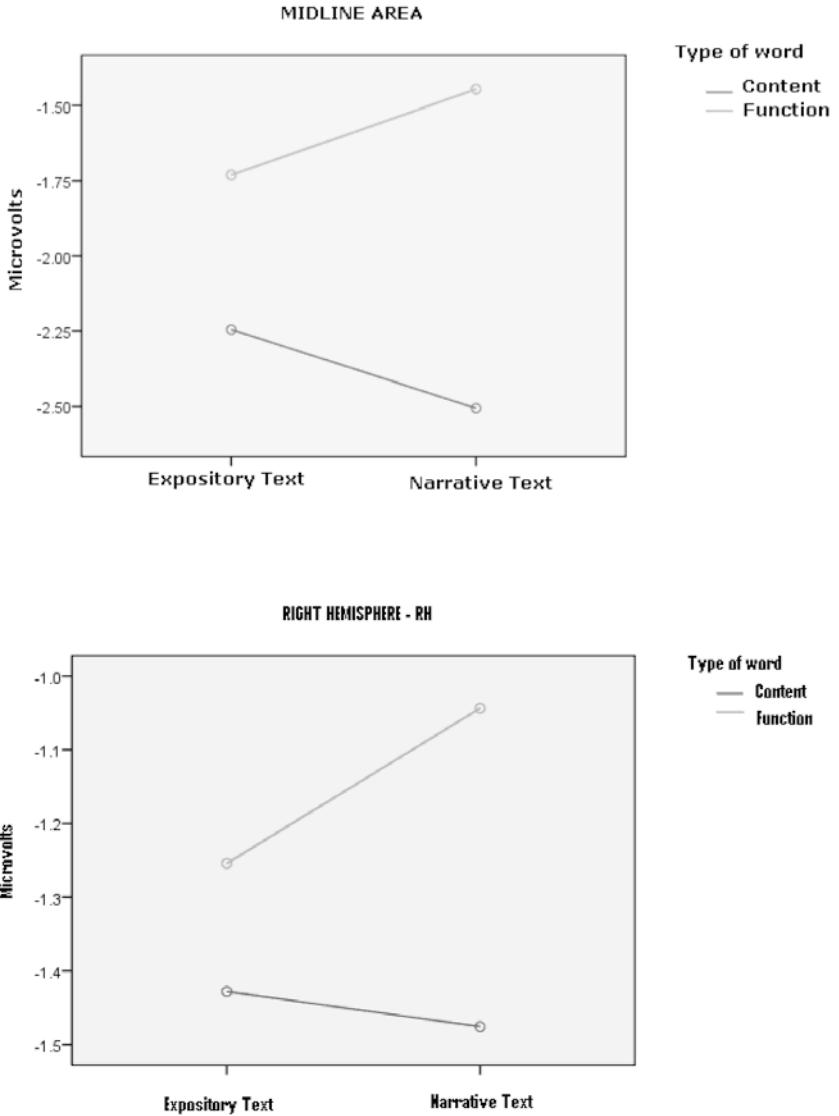 MIDLINE AREA
Type of word
Content
Function
Microvolts
-1.50
-1.75
-2.00
-2.25
-2.50
Expository Text
Narrative Text
RIGHT HEMISPHERE - RH
Type of word
Content
Function
Microvolts
-1.0
-1.1
-1.2
-1.3
-1.4
-1.5
Expository Text
Narrative Text